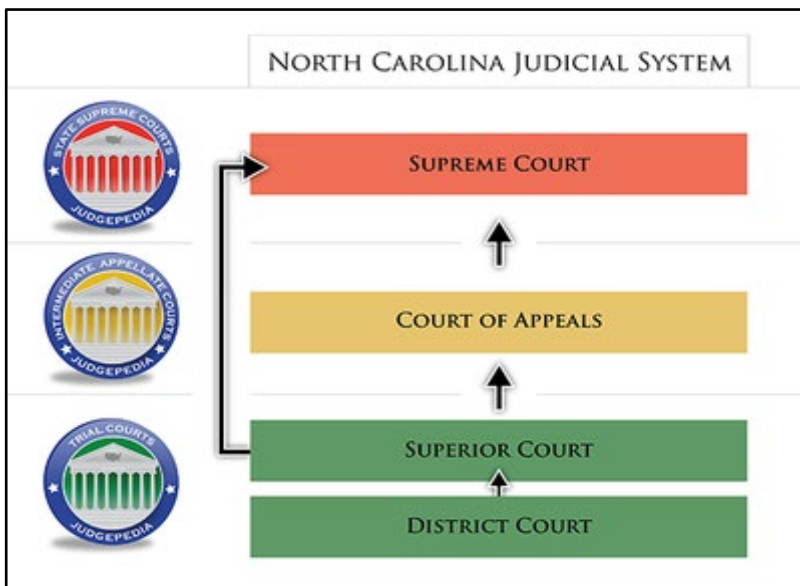 NORTH CAROLINA JUDICIAL SYSTEM
STATE SUPREME COURTS
JUDGEPEDIA
SUPREME COURT
INTERMEDIATE APPELLATE COURTS
JUDGEPEDIA
COURT OF APPEALS
TRIAL COURTS
JUDGEPEDIA
SUPERIOR COURT
DISTRICT COURT